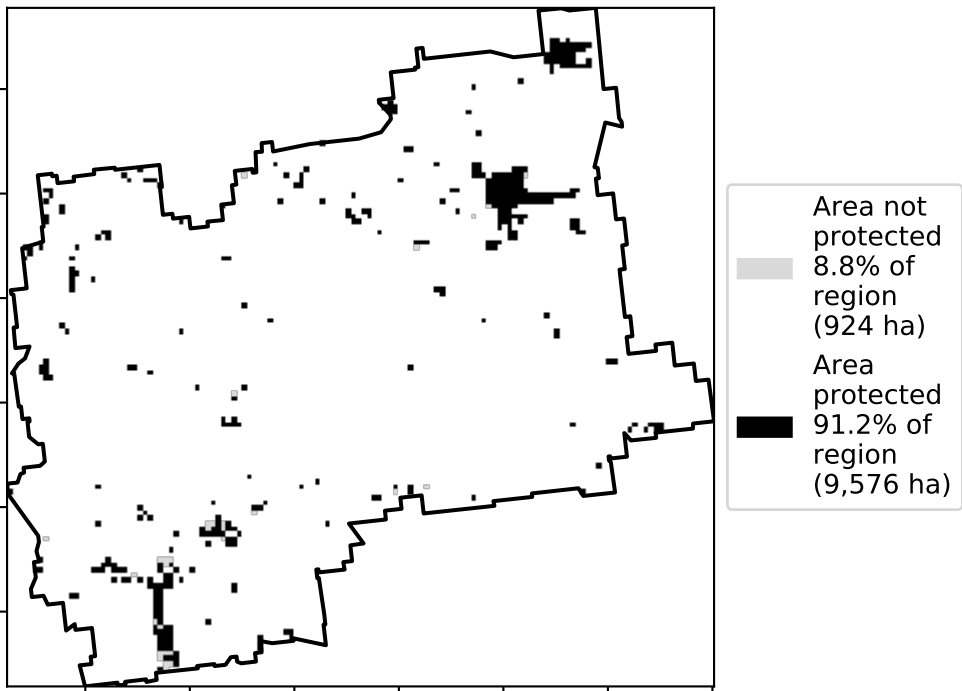 Area not
protected
8.8% of
region
(924 ha)
Area
protected
91.2% of
region
(9,576 ha)